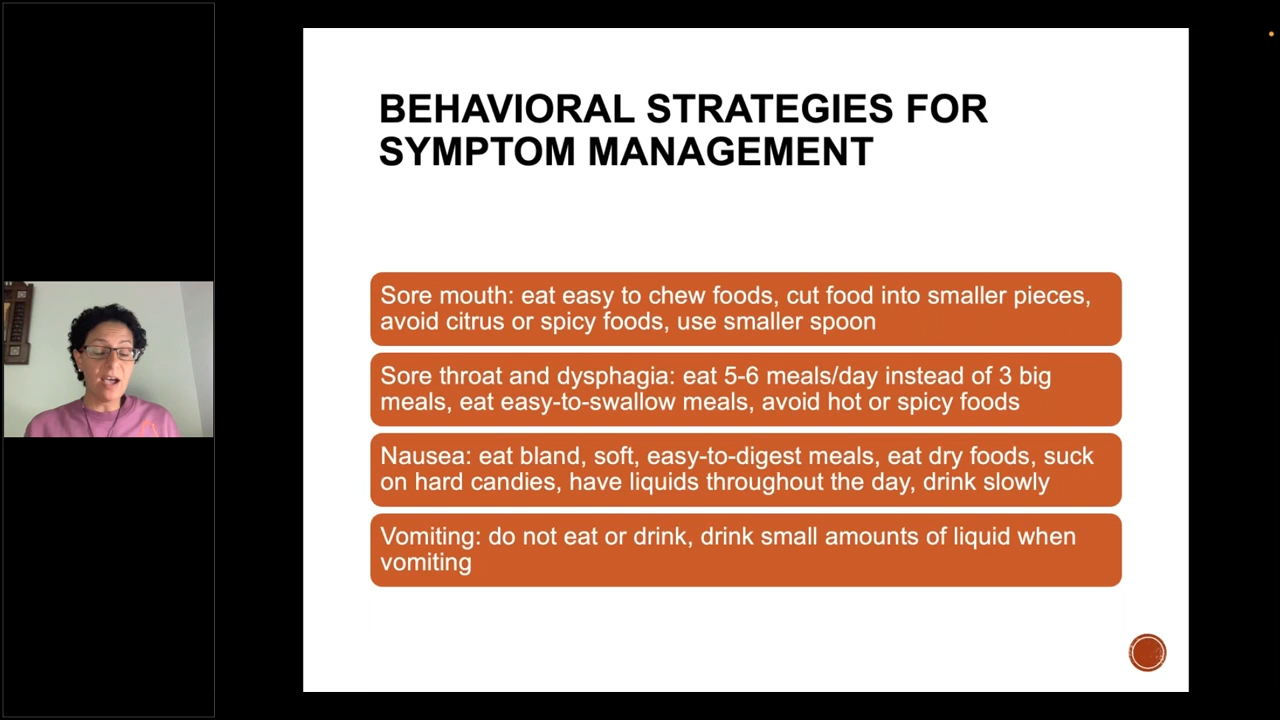 BEHAVIORAL STRATEGIES FOR
SYMPTOM MANAGEMENT
Sore mouth: eat easy to chew foods, cut food into smaller pieces,
avoid citrus or spicy foods, use smaller spoon
Sore throat and dysphagia: eat 5-6 meals/day instead of 3 big
meals, eat easy-to-swallow meals, avoid hot or spicy foods
Nausea: eat bland, soft, easy-to-digest meals, eat dry foods, suck
on hard candies, have liquids throughout the day, drink slowly
Vomiting: do not eat or drink, drink small amounts of liquid when
vomiting